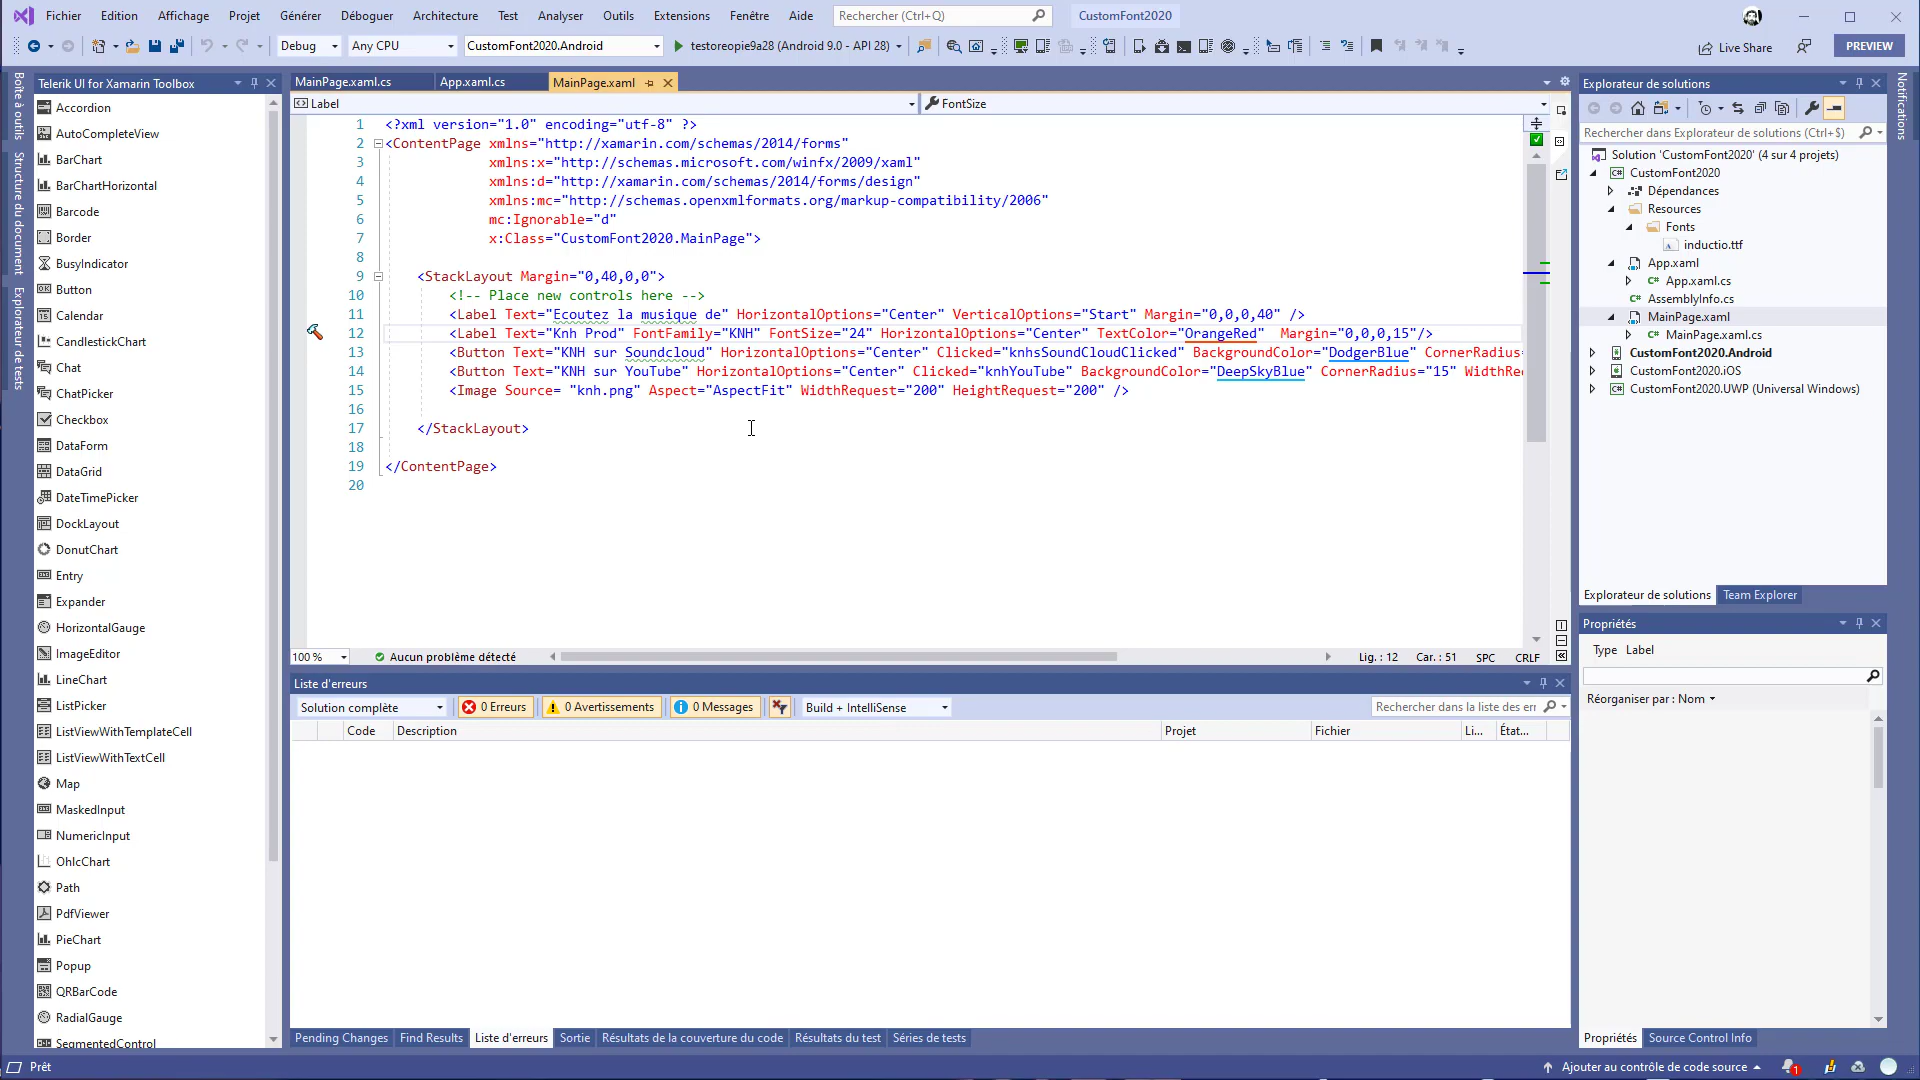 Fichier Edition Affichage Projet Générer Déboguer Architecture Test Analyser Outils Extensions Fenêtre Aide Rechercher (Ctrl+Q) CustomFont2020
Debug Any CPU CustomFont2020.Android testoreopie9a28 (Android 9.0 - API 28) Live Share PREVIEW
Boîte à outils
Structure du document
Explorateur de tests
Telerik UI for Xamarin Toolbox
Accordion
AutoCompleteView
BarChart
BarChartHorizontal
Barcode
Border
BusyIndicator
Button
Calendar
CandlestickChart
Chat
ChatPicker
Checkbox
DataForm
DataGrid
DateTimePicker
DockLayout
DonutChart
Entry
Expander
HorizontalGauge
ImageEditor
LineChart
ListPicker
ListViewWithTemplateCell
ListViewWithTextCell
Map
MaskedInput
NumericInput
OhlcChart
Path
PdfViewer
PieChart
Popup
QRBarCode
RadialGauge
SegmentedControl
MainPage.xaml.cs App.xaml.cs MainPage.xaml
Label FontSize
1 <?xml version="1.0" encoding="utf-8" ?>
2 <ContentPage xmlns="http://xamarin.com/schemas/2014/forms"
3 xmlns:x="http://schemas.microsoft.com/winfx/2009/xaml"
4 xmlns:d="http://xamarin.com/schemas/2014/forms/design"
5 xmlns:mc="http://schemas.openxmlformats.org/markup-compatibility/2006"
6 mc:Ignorable="d"
7 x:Class="CustomFont2020.MainPage">
8
9 <StackLayout Margin="0,40,0,0">
10 <!-- Place new controls here -->
11 <Label Text="Ecoutez la musique de" HorizontalOptions="Center" VerticalOptions="Start" Margin="0,0,0,40" />
12 <Label Text="Knh Prod" FontFamily="KNH" FontSize="24" HorizontalOptions="Center" TextColor="OrangeRed" Margin="0,0,0,15"/>
13 <Button Text="KNH sur Soundcloud" HorizontalOptions="Center" Clicked="knhsSoundCloudClicked" BackgroundColor="DodgerBlue" CornerRadius=
14 <Button Text="KNH sur YouTube" HorizontalOptions="Center" Clicked="knhYouTube" BackgroundColor="DeepSkyBlue" CornerRadius="15" WidthRe
15 <Image Source= "knh.png" Aspect="AspectFit" WidthRequest="200" HeightRequest="200" />
16
17 </StackLayout>
18
19 </ContentPage>
20
100 % Aucun problème détecté Lig. : 12 Car. : 51 SPC CRLF
Liste d'erreurs
Solution complète 0 Erreurs 0 Avertissements 0 Messages Build + IntelliSense Rechercher dans la liste des err
Code Description Projet Fichier Li... État...
Pending Changes Find Results Liste d'erreurs Sortie Résultats de la couverture du code Résultats du test Séries de tests
Explorateur de solutions
Rechercher dans Explorateur de solutions (Ctrl+$)
Solution 'CustomFont2020' (4 sur 4 projets)
CustomFont2020
Dépendances
Resources
Fonts
inductio.ttf
App.xaml
App.xaml.cs
AssemblyInfo.cs
MainPage.xaml
MainPage.xaml.cs
CustomFont2020.Android
CustomFont2020.iOS
CustomFont2020.UWP (Universal Windows)
Explorateur de solutions Team Explorer
Propriétés
Type Label
Réorganiser par : Nom
Propriétés Source Control Info
Notifications
Prêt Ajouter au contrôle de code source 1